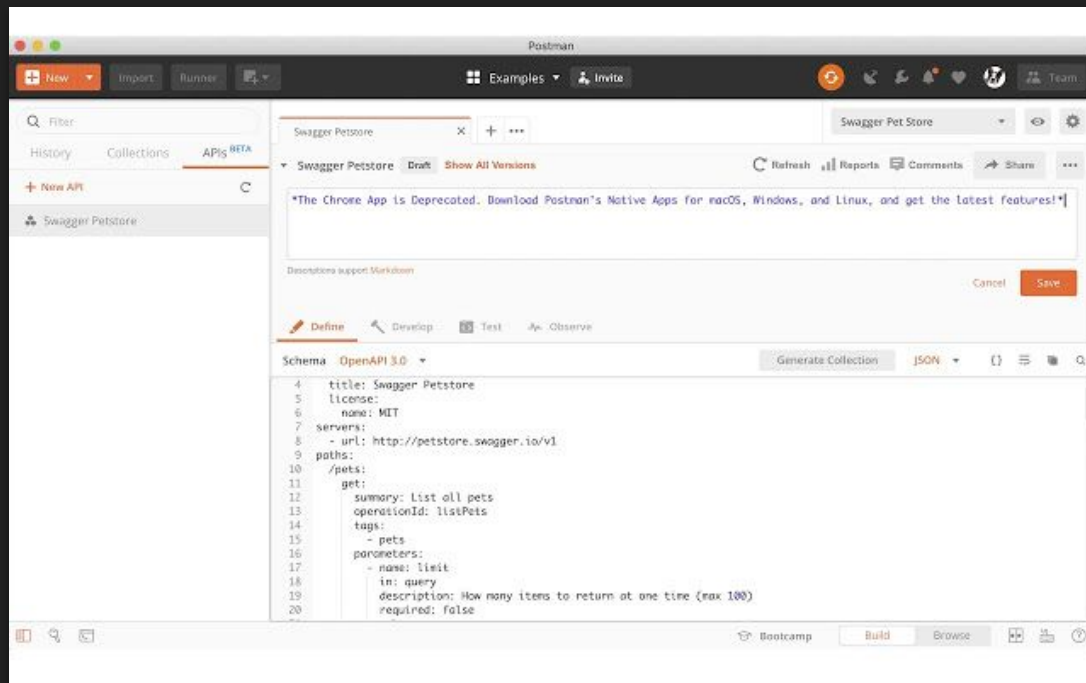 Postman
New Import Runner Examples Invite Team
Filter
History Collections APIs BETA
+ New API
Swagger Petstore
Swagger Petstore × + •••
Swagger Pet Store
Swagger Petstore Draft Show All Versions Refresh Reports Comments Share •••
*The Chrome App is Deprecated. Download Postman's Native Apps for macOS, Windows, and Linux, and get the latest features!*
Descriptions support Markdown
Cancel Save
Define Develop Test Observe
Schema OpenAPI 3.0 Generate Collection JSON {}
4 title: Swagger Petstore
5 license:
6 name: MIT
7 servers:
8 - url: http://petstore.swagger.io/v1
9 paths:
10 /pets:
11 get:
12 summary: List all pets
13 operationId: listPets
14 tags:
15 - pets
16 parameters:
17 - name: limit
18 in: query
19 description: How many items to return at one time (max 100)
20 required: false
Bootcamp Build Browse